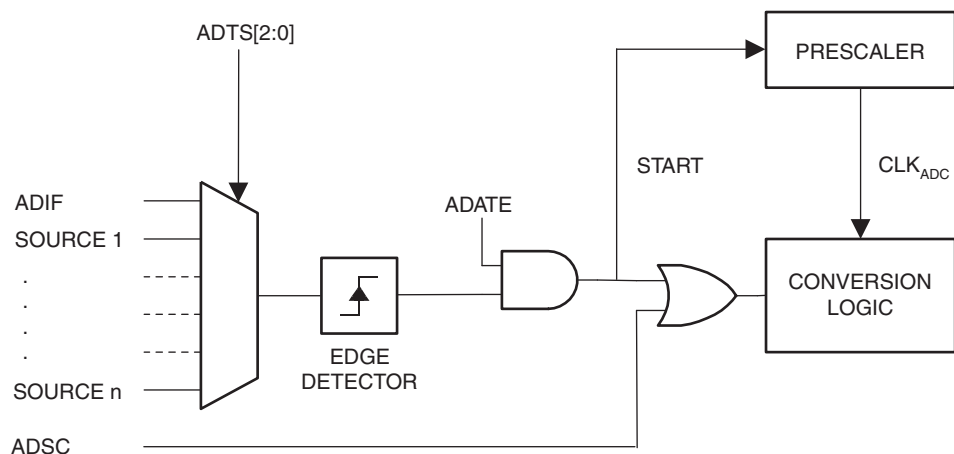 ADTS[2:0]
PRESCALER
START
CLKADC
ADIF
ADATE
SOURCE 1
.
.
.
.
CONVERSION
LOGIC
EDGE
DETECTOR
SOURCE n
ADSC